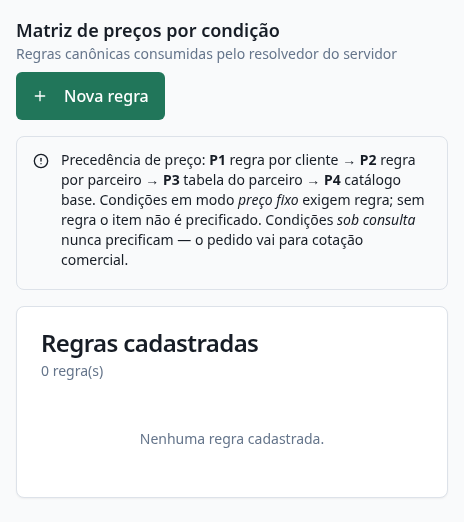 Matriz de preços por condição
Regras canônicas consumidas pelo resolvedor do servidor
+ Nova regra
Precedência de preço: P1 regra por cliente → P2 regra
por parceiro → P3 tabela do parceiro → P4 catálogo
base. Condições em modo preço fixo exigem regra; sem
regra o item não é precificado. Condições sob consulta
nunca precificam — o pedido vai para cotação
comercial.
Regras cadastradas
0 regra(s)
Nenhuma regra cadastrada.